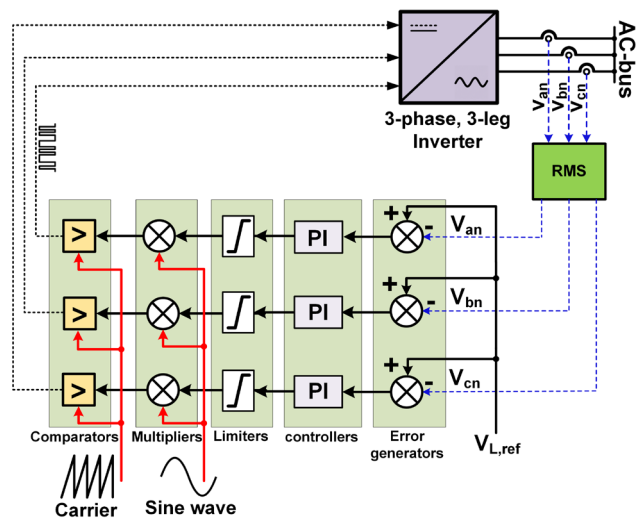 AC-bus
Van
Vbn
Vcn
3-phase, 3-leg
Inverter
RMS
> PI + - Van
> PI + - Vbn
> PI + - Vcn
Comparators Multipliers Limiters controllers Error
generators
VL,ref
Carrier
Sine wave